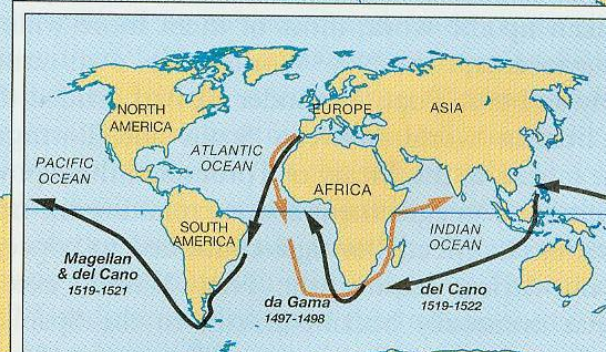 NORTH
AMERICA
EUROPE
ASIA
PACIFIC
OCEAN
ATLANTIC
OCEAN
AFRICA
SOUTH
AMERICA
INDIAN
OCEAN
Magellan
& del Cano
1519-1521
da Gama
1497-1498
del Cano
1519-1522